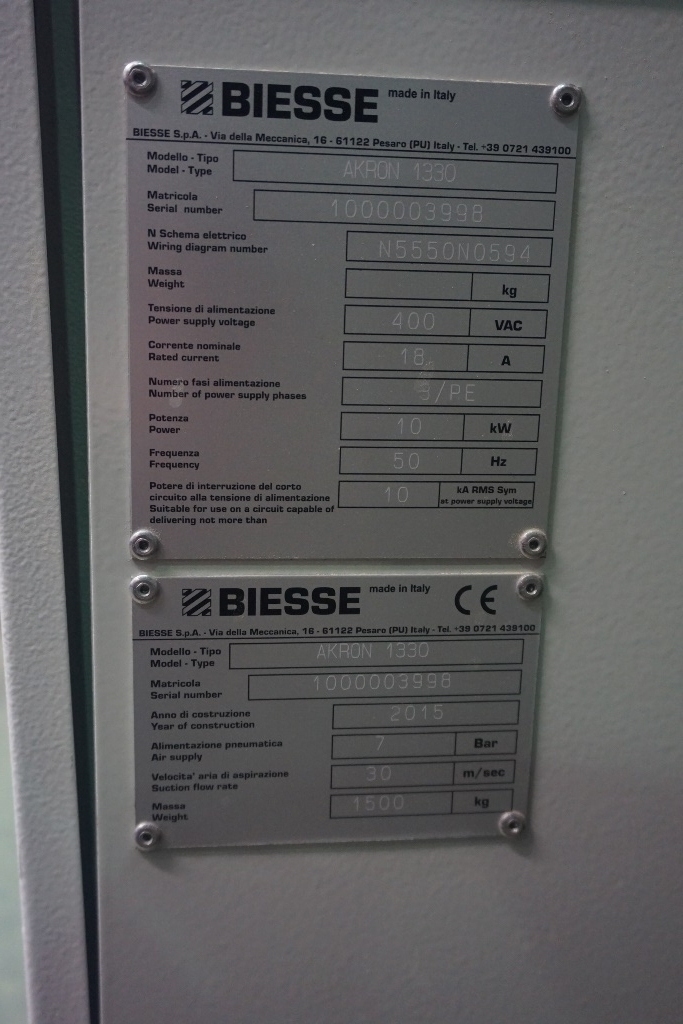 BIESSE made in Italy
BIESSE S.p.A. - Via della Meccanica, 16 - 61122 Pesaro (PU) Italy - Tel. +39 0721 439100
Modello - Tipo
Model - Type
AKRON 1330
Matricola
Serial number
1000003998
N Schema elettrico
Wiring diagram number
N5550N0594
Massa
Weight
kg
Tensione di alimentazione
Power supply voltage
400 VAC
Corrente nominale
Rated current
18 A
Numero fasi alimentazione
Number of power supply phases
3/PE
Potenza
Power
10 kW
Frequenza
Frequency
50 Hz
Potere di interruzione del corto
circuito alla tensione di alimentazione
Suitable for use on a circuit capable of
delivering not more than
10 kA RMS Sym
at power supply voltage
BIESSE made in Italy CE
BIESSE S.p.A. - Via della Meccanica, 16 - 61122 Pesaro (PU) Italy - Tel. +39 0721 439100
Modello - Tipo
Model - Type
AKRON 1330
Matricola
Serial number
1000003998
Anno di costruzione
Year of construction
2015
Alimentazione pneumatica
Air supply
7 Bar
Velocita' aria di aspirazione
Suction flow rate
30 m/sec
Massa
Weight
1500 kg